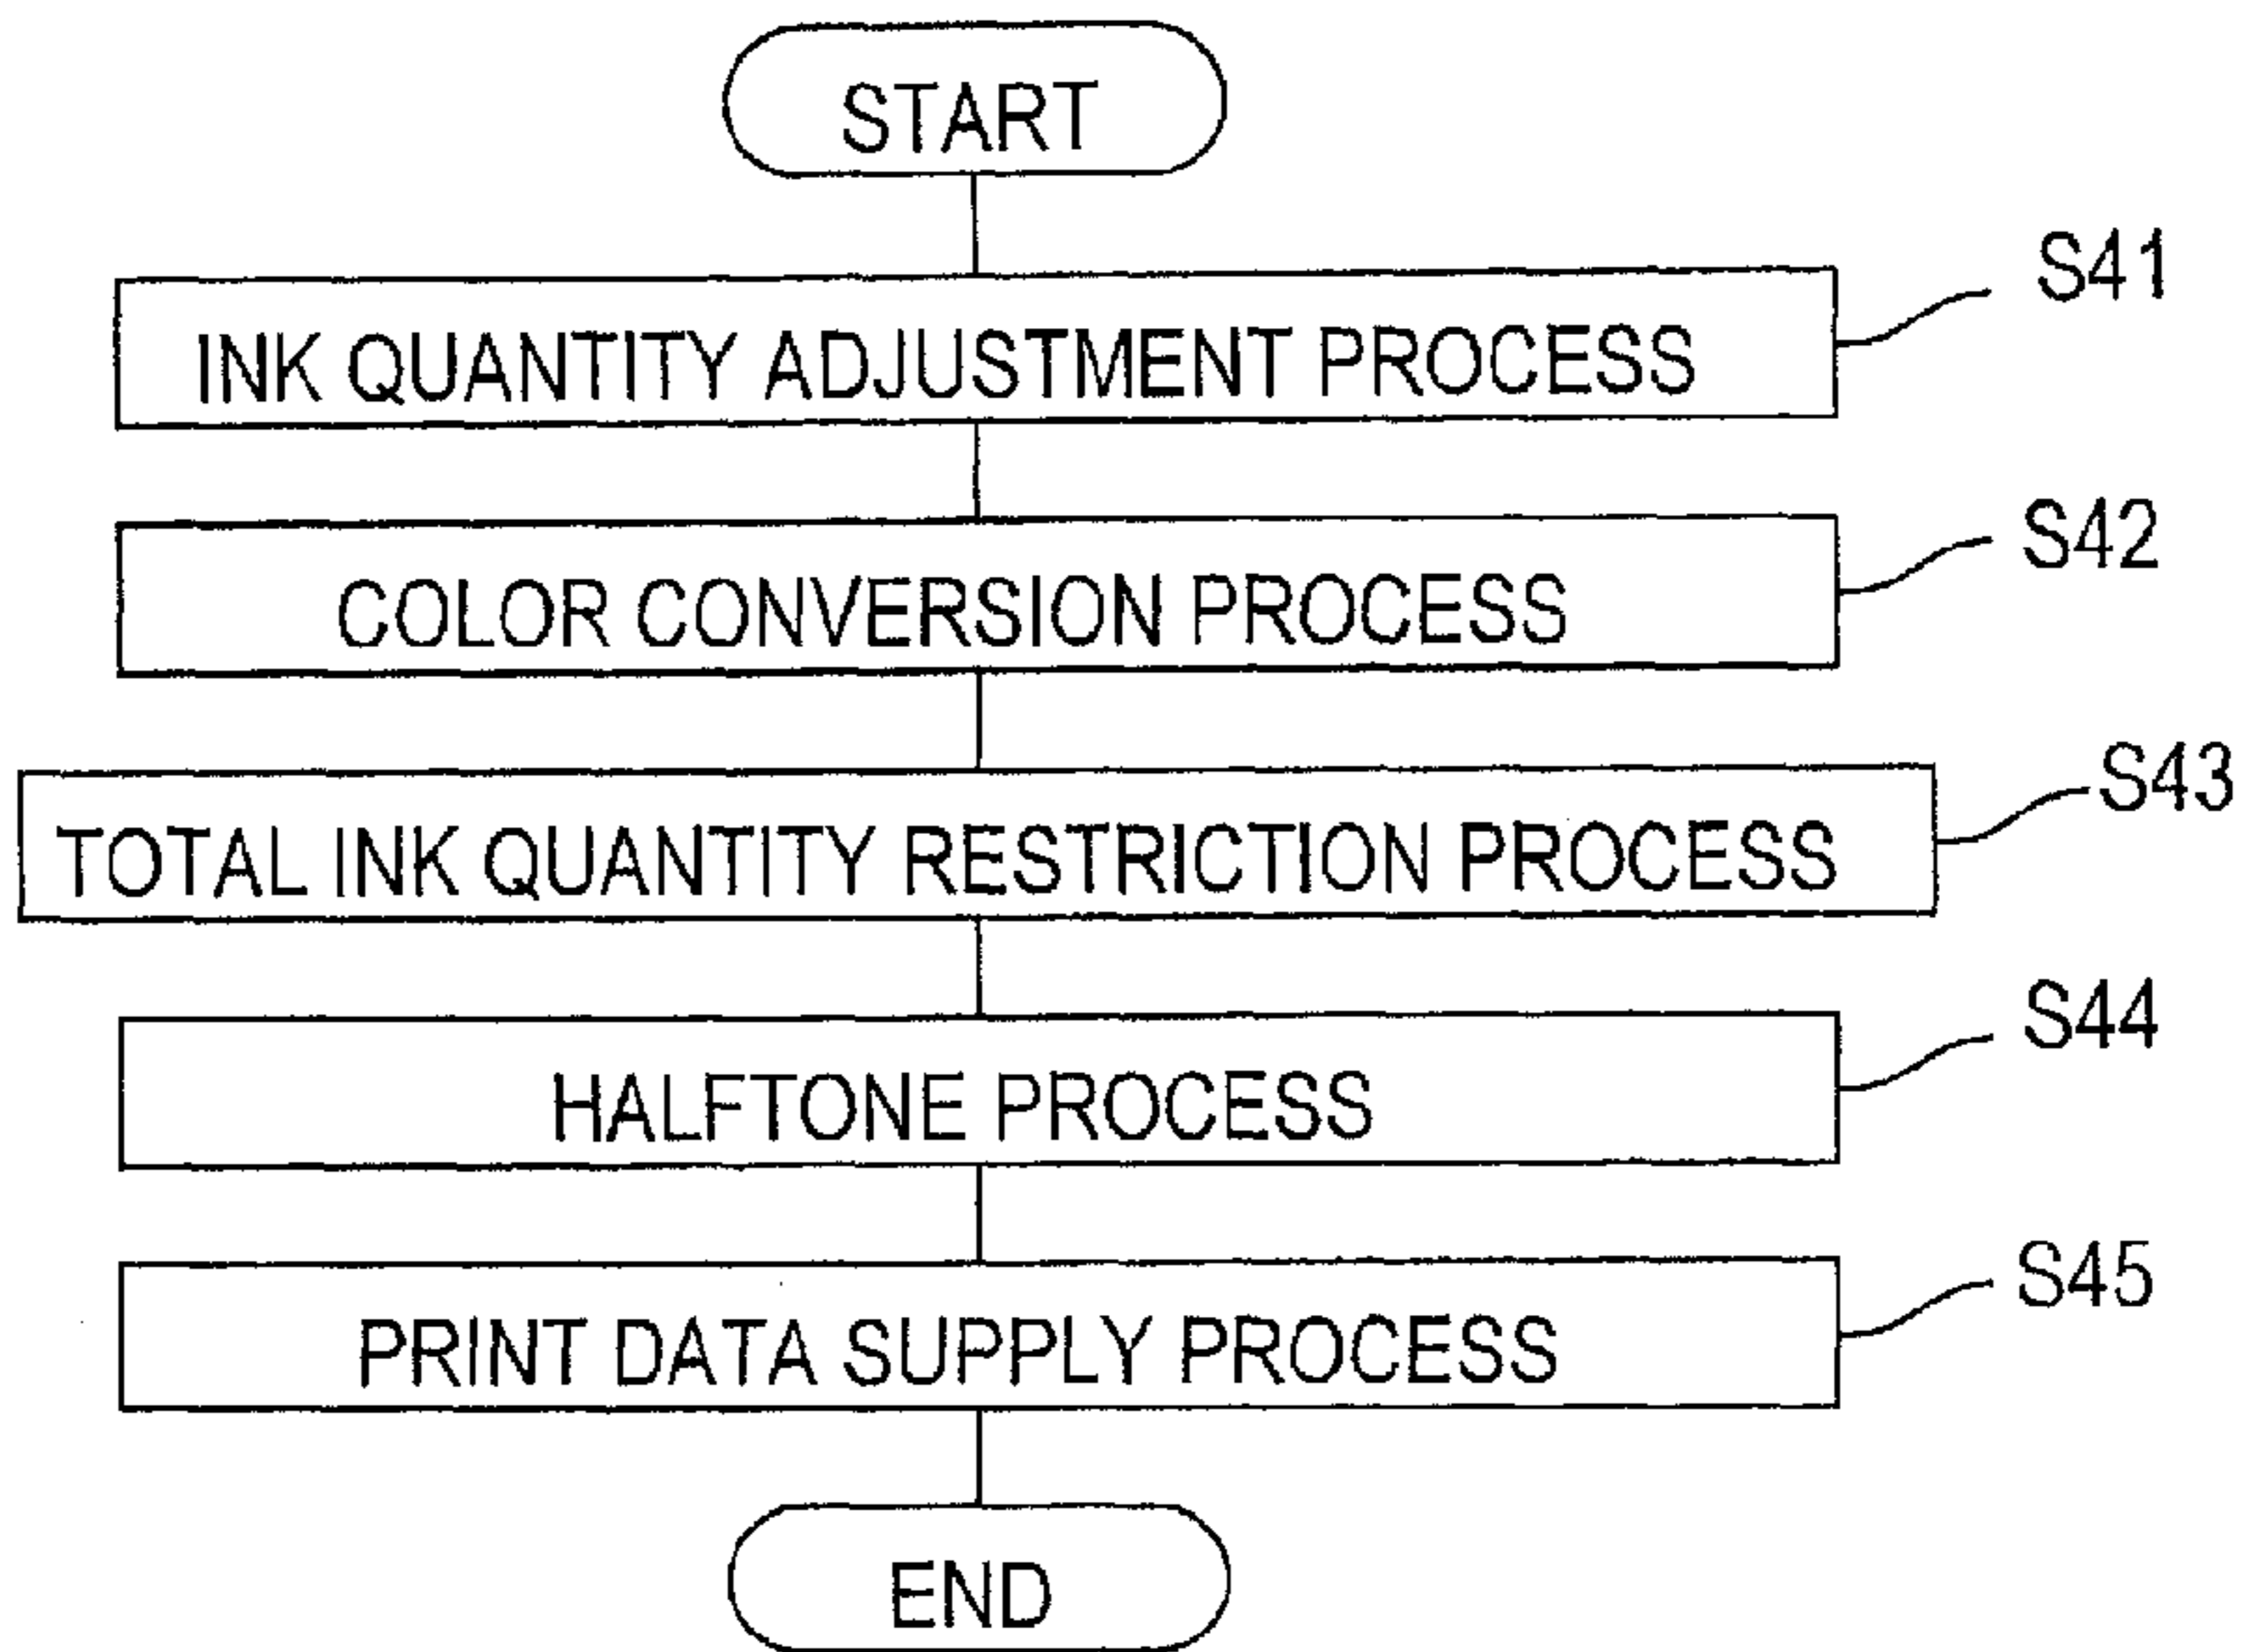 START
INK QUANTITY ADJUSTMENT PROCESS
S41
COLOR CONVERSION PROCESS
S42
TOTAL INK QUANTITY RESTRICTION PROCESS
S43
HALFTONE PROCESS
S44
PRINT DATA SUPPLY PROCESS
S45
END